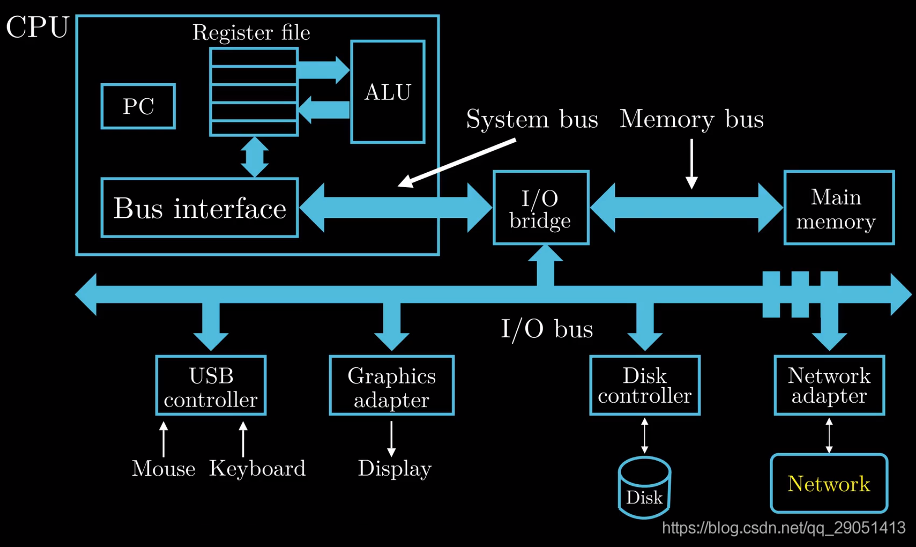 CPU
Register file
PC
ALU
System bus
Memory bus
Bus interface
I/O
bridge
Main
memory
I/O bus
USB
controller
Graphics
adapter
Disk
controller
Network
adapter
Mouse
Keyboard
Display
Disk
Network
https://blog.csdn.net/qq_29051413